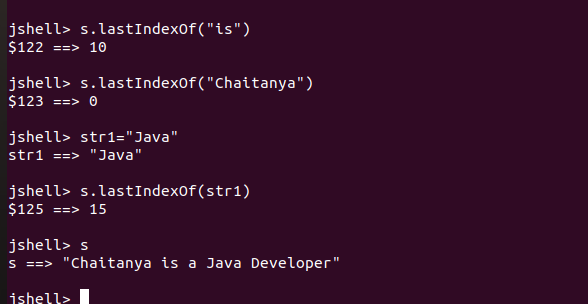 jshell> s.lastIndexOf("is")
$122 ==> 10
jshell> s.lastIndexOf("Chaitanya")
$123 ==> 0
jshell> str1="Java"
str1 ==> "Java"
jshell> s.lastIndexOf(str1)
$125 ==> 15
jshell> s
s ==> "Chaitanya is a Java Developer"
jshell>